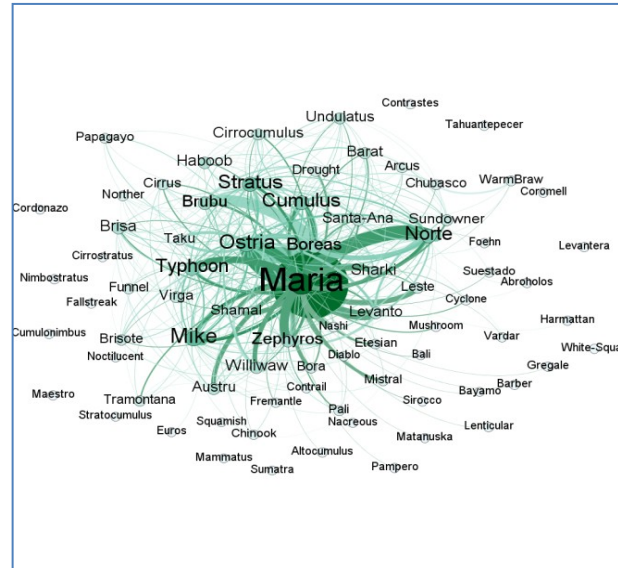 Contrastes
Tahuantepecer
Undulatus
Papagayo
Cirrocumulus
Barat
Haboob
Drought
Arcus
Cirrus
Stratus
Chubasco
WarmBraw
Coromell
Norther
Brubu
Cumulus
Cordonazo
Santa-Ana
Sundowner
Brisa
Taku
Ostria
Boreas
Norte
Foehn
Levantera
Cirrostratus
Typhoon
Sharki
Suestado
Nimbostratus
Funnel
Maria
Leste
Abroholos
Fallstreak
Virga
Cyclone
Shamal
Levanto
Harmattan
Cumulonimbus
Brisote
Mike
Zephyros
Nashi
Etesian
Mushroom
Vardar
White-Squa
Noctilucent
Diablo
Bali
Williwaw
Bora
Gregale
Maestro
Tramontana
Austru
Contrail
Mistral
Bayamo
Barber
Fremantle
Sirocco
Stratocumulus
Squamish
Pali
Nacreous
Lenticular
Euros
Chinook
Matanuska
Mammatus
Altocumulus
Sumatra
Pampero